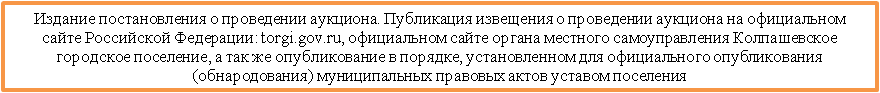 Издание постановления о проведении аукциона. Публикация извещения о проведении аукциона на официальном
сайте Российской Федерации: torgi.gov.ru, официальном сайте органа местного самоуправления Колпашевское
городское поселение, а так же опубликование в порядке, установленном для официального опубликования
(обнародования) муниципальных правовых актов уставом поселения